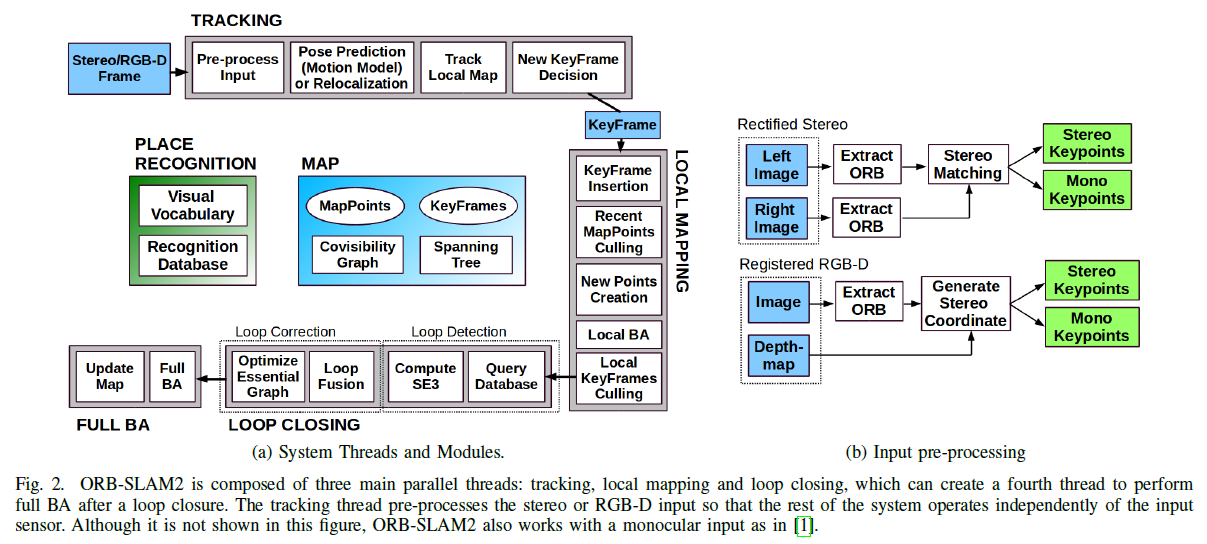 TRACKING
Stereo/RGB-D
Frame
Pre-process
Input
Pose Prediction
(Motion Model)
or Relocalization
Track
Local Map
New KeyFrame
Decision
KeyFrame
PLACE
RECOGNITION
Visual
Vocabulary
Recognition
Database
MAP
MapPoints
KeyFrames
Covisibility
Graph
Spanning
Tree
LOCAL MAPPING
KeyFrame
Insertion
Recent
MapPoints
Culling
New Points
Creation
Local BA
Local
KeyFrames
Culling
Loop Correction
Loop Detection
Optimize
Essential
Graph
Loop
Fusion
Compute
SE3
Query
Database
Update
Map
Full
BA
FULL BA
LOOP CLOSING
(a) System Threads and Modules.
Rectified Stereo
Left
Image
Extract
ORB
Stereo
Matching
Stereo
Keypoints
Mono
Keypoints
Right
Image
Extract
ORB
Registered RGB-D
Image
Extract
ORB
Generate
Stereo
Coordinate
Stereo
Keypoints
Mono
Keypoints
Depth-
map
(b) Input pre-processing
Fig. 2. ORB-SLAM2 is composed of three main parallel threads: tracking, local mapping and loop closing, which can create a fourth thread to perform
full BA after a loop closure. The tracking thread pre-processes the stereo or RGB-D input so that the rest of the system operates independently of the input
sensor. Although it is not shown in this figure, ORB-SLAM2 also works with a monocular input as in [1].